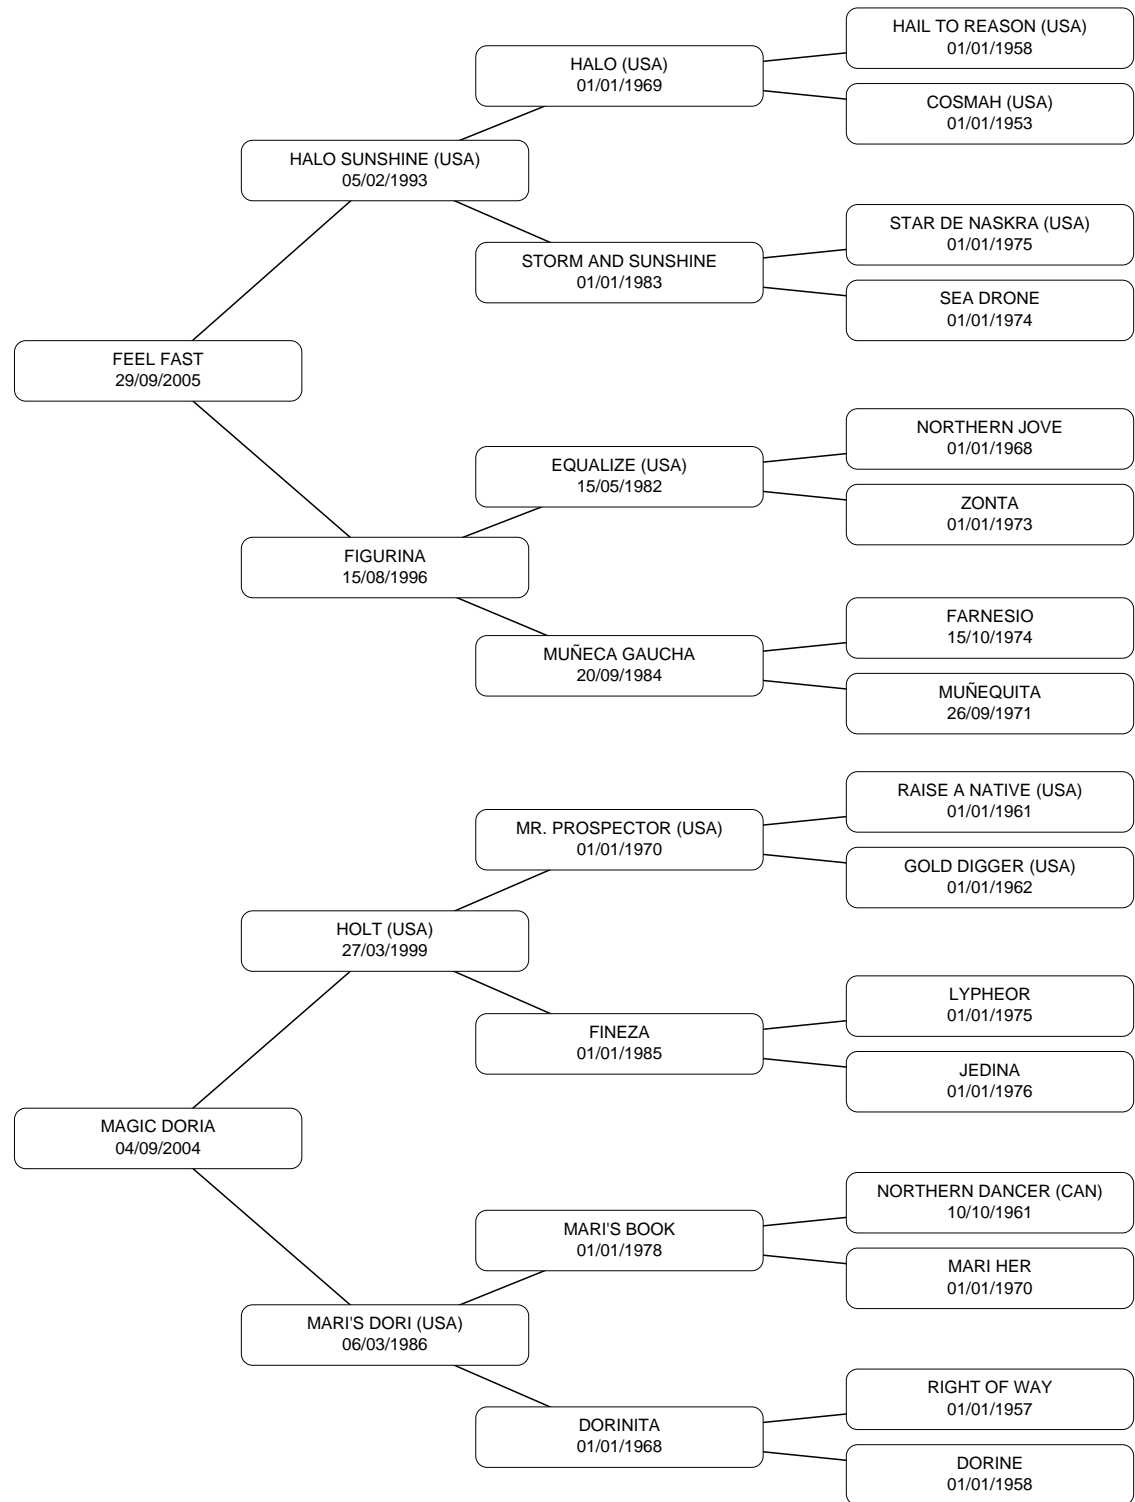 HAIL TO REASON (USA)
01/01/1958
HALO (USA)
01/01/1969
COSMAH (USA)
01/01/1953
HALO SUNSHINE (USA)
05/02/1993
STAR DE NASKRA (USA)
01/01/1975
STORM AND SUNSHINE
01/01/1983
SEA DRONE
01/01/1974
FEEL FAST
29/09/2005
NORTHERN JOVE
01/01/1968
EQUALIZE (USA)
15/05/1982
ZONTA
01/01/1973
FIGURINA
15/08/1996
FARNESIO
15/10/1974
MUÑECA GAUCHA
20/09/1984
MUÑEQUITA
26/09/1971
RAISE A NATIVE (USA)
01/01/1961
MR. PROSPECTOR (USA)
01/01/1970
GOLD DIGGER (USA)
01/01/1962
HOLT (USA)
27/03/1999
LYPHEOR
01/01/1975
FINEZA
01/01/1985
JEDINA
01/01/1976
MAGIC DORIA
04/09/2004
NORTHERN DANCER (CAN)
10/10/1961
MARI'S BOOK
01/01/1978
MARI HER
01/01/1970
MARI'S DORI (USA)
06/03/1986
RIGHT OF WAY
01/01/1957
DORINITA
01/01/1968
DORINE
01/01/1958